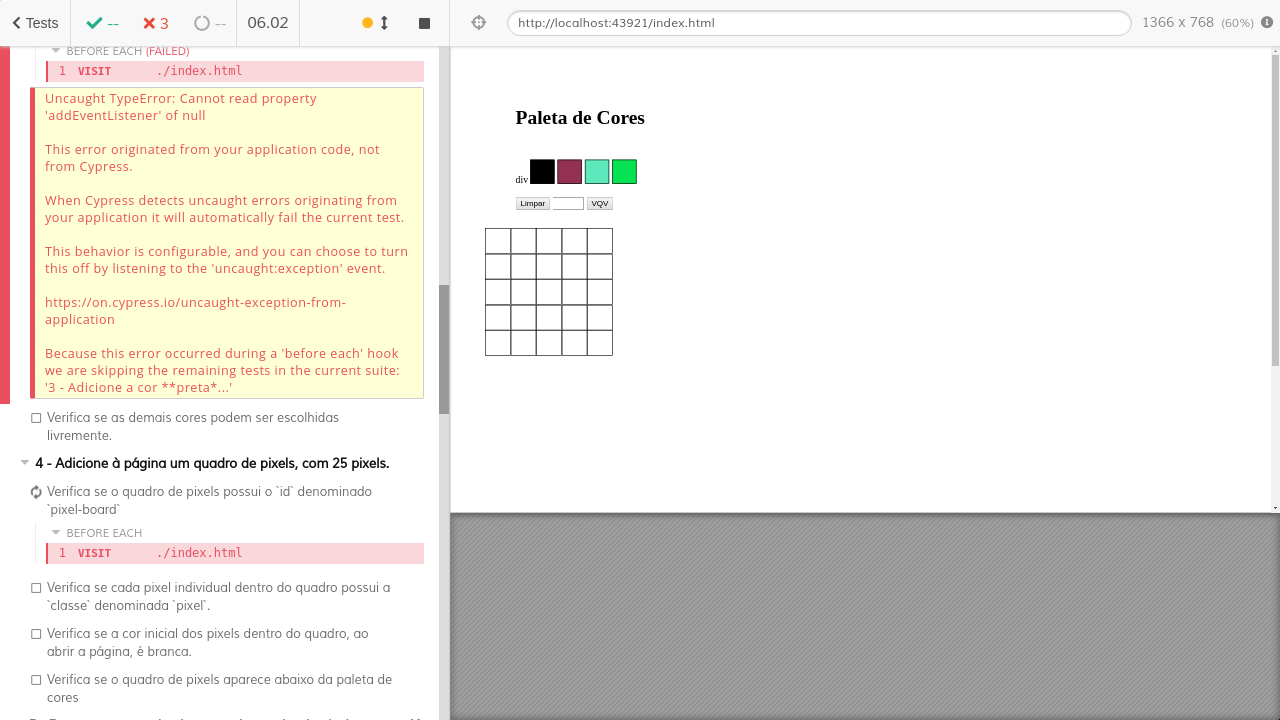 Tests
--
3
--
06.02
http://localhost:43921/index.html
1366 x 768 (60%)
BEFORE EACH (FAILED)
1 VISIT ./index.html
Uncaught TypeError: Cannot read property
'addEventListener' of null
This error originated from your application code, not
from Cypress.
When Cypress detects uncaught errors originating from
your application it will automatically fail the current test.
This behavior is configurable, and you can choose to turn
this off by listening to the 'uncaught:exception' event.
https://on.cypress.io/uncaught-exception-from-
application
Because this error occurred during a 'before each' hook
we are skipping the remaining tests in the current suite:
'3 - Adicione a cor **preta*...'
Verifica se as demais cores podem ser escolhidas
livremente.
4 - Adicione à página um quadro de pixels, com 25 pixels.
Verifica se o quadro de pixels possui o `id` denominado
`pixel-board`
BEFORE EACH
1 VISIT ./index.html
Verifica se cada pixel individual dentro do quadro possui a
`classe` denominada `pixel`.
Verifica se a cor inicial dos pixels dentro do quadro, ao
abrir a página, é branca.
Verifica se o quadro de pixels aparece abaixo da paleta de
cores
Paleta de Cores
div
Limpar
VQV